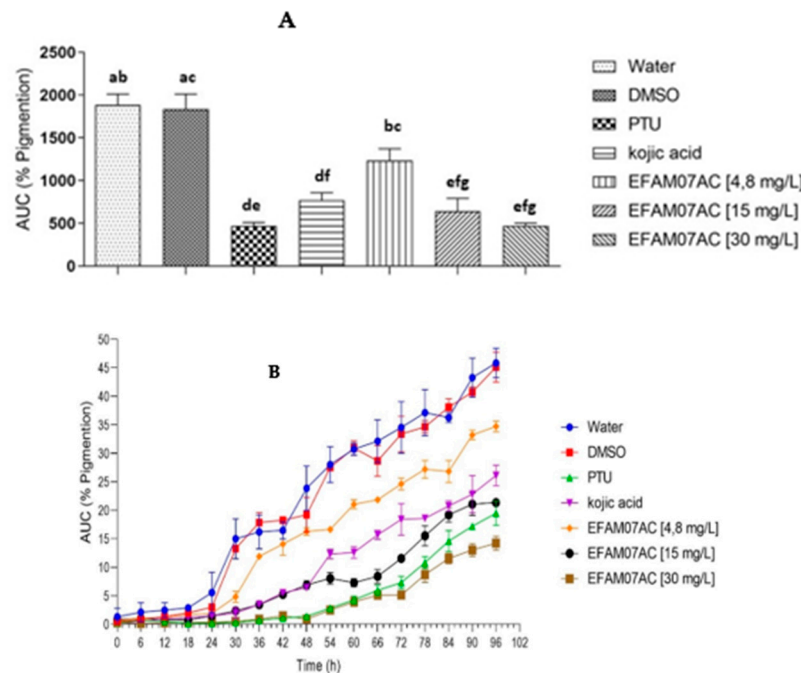 A
AUC (% Pigmention)
2500
2000
1500
1000
500
0
ab
ac
de
df
bc
efg
efg
Water
DMSO
PTU
kojic acid
EFAM07AC [4,8 mg/L]
EFAM07AC [15 mg/L]
EFAM07AC [30 mg/L]
B
AUC (% Pigmention)
50
45
40
35
30
25
20
15
10
5
0
0 6 12 18 24 30 36 42 48 54 60 66 72 78 84 90 96 102
Time (h)
Water
DMSO
PTU
kojic acid
EFAM07AC [4,8 mg/L]
EFAM07AC [15 mg/L]
EFAM07AC [30 mg/L]